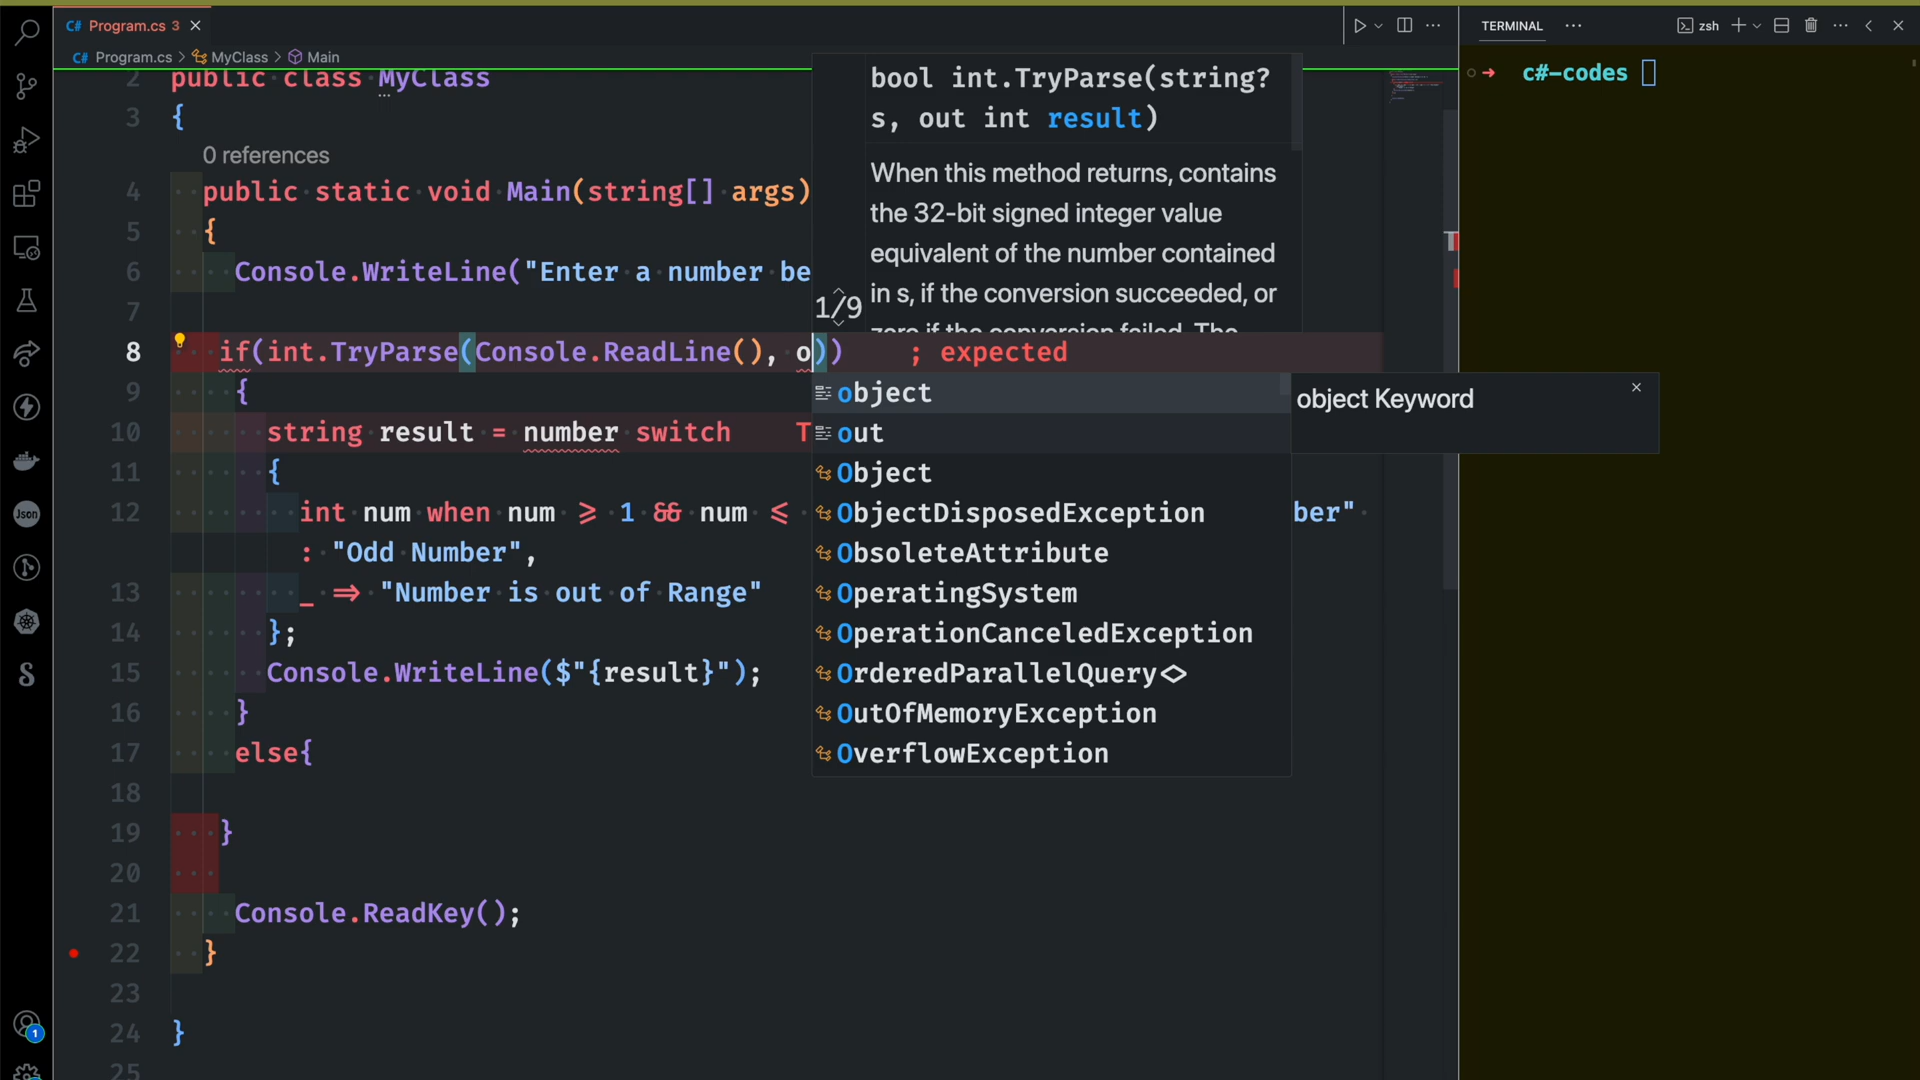 C# Program.cs 3
TERMINAL
zsh
C# Program.cs > MyClass > Main
c#-codes
2 public class MyClass
3 {
0 references
4 public static void Main(string[] args)
5 {
6 Console.WriteLine("Enter a number be
7
8 if(int.TryParse(Console.ReadLine(), o)) ; expected
9 {
10 string result = number switch T
11 {
12 int num when num >= 1 && num <= ber"
: "Odd Number",
13 _ => "Number is out of Range"
14 };
15 Console.WriteLine($"{result}");
16 }
17 else{
18
19 }
20
21 Console.ReadKey();
22 }
23
24 }
25
bool int.TryParse(string?
s, out int result)
When this method returns, contains
the 32-bit signed integer value
equivalent of the number contained
1/9
in s, if the conversion succeeded, or
zero if the conversion failed. The
object
out
Object
ObjectDisposedException
ObsoleteAttribute
OperatingSystem
OperationCanceledException
OrderedParallelQuery<>
OutOfMemoryException
OverflowException
object Keyword
Json
1